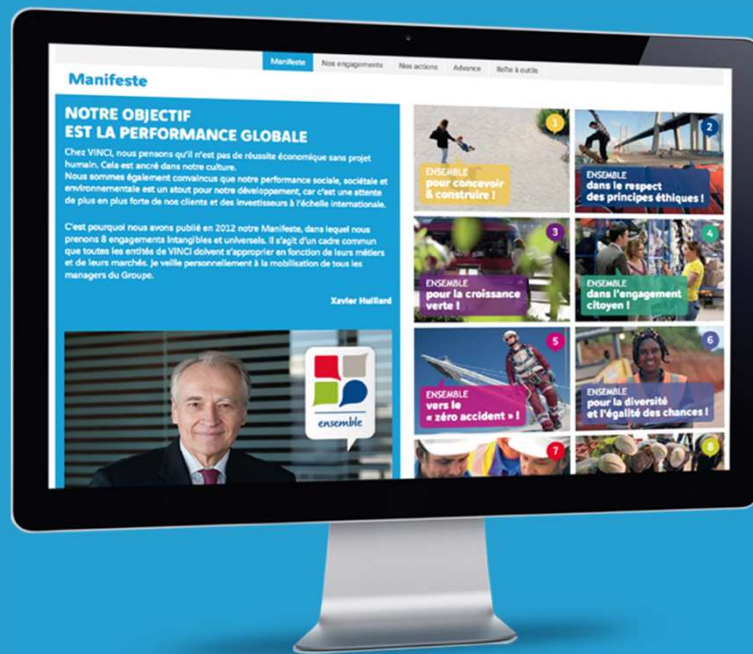 Manifeste
Nos engagements
Nos actions
Advance
Boîte à outils
Manifeste
NOTRE OBJECTIF
EST LA PERFORMANCE GLOBALE
Chez VINCI, nous pensons qu'il n'est pas de réussite économique sans projet
humain. Cela est ancré dans notre culture.
Nous sommes également convaincus que notre performance sociale, sociétale et
environnementale est un atout pour notre développement, car c'est une attente
de plus en plus forte de nos clients et des investisseurs à l'échelle internationale.
C'est pourquoi nous avons publié en 2012 notre Manifeste, dans lequel nous
prenons 8 engagements intangibles et universels. Il s'agit d'un cadre commun
que toutes les entités de VINCI doivent s'approprier en fonction de leurs métiers
et de leurs marchés. Je veille personnellement à la mobilisation de tous les
managers du Groupe.
Xavier Huillard
ensemble
1
ENSEMBLE
pour concevoir
& construire !
2
ENSEMBLE
dans le respect
des principes éthiques !
3
ENSEMBLE
pour la croissance
verte !
4
ENSEMBLE
dans l'engagement
citoyen !
5
ENSEMBLE
vers le
« zéro accident » !
6
ENSEMBLE
pour la diversité
et l'égalité des chances !
7
8